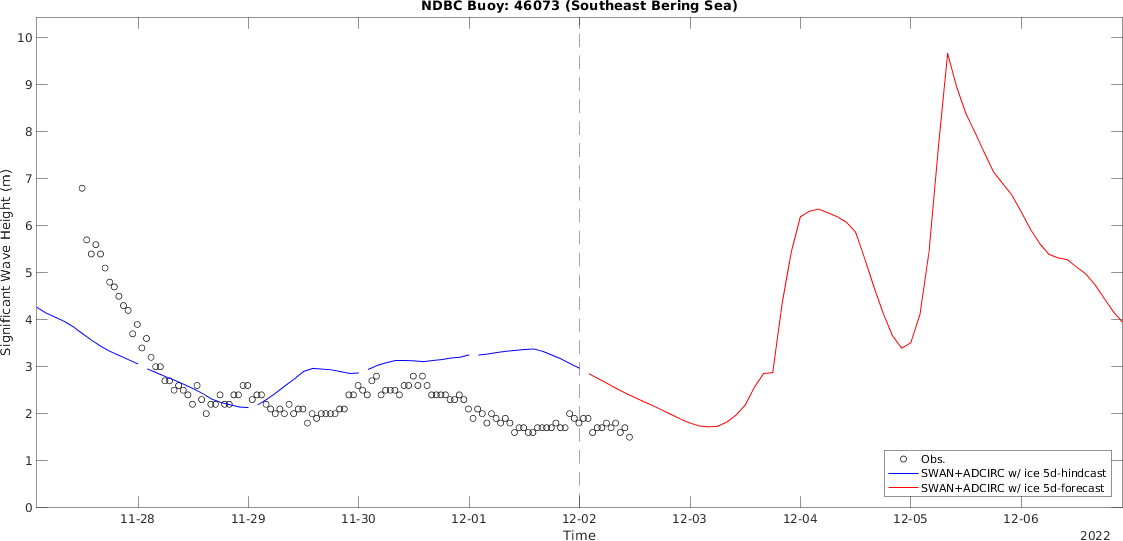 NDBC Buoy: 46073 (Southeast Bering Sea)
10
9
8
7
6
5
4
3
2
1
0
Significant Wave Height (m)
11-28 11-29 11-30 12-01 12-02 12-03 12-04 12-05 12-06
Time
2022
Obs.
SWAN+ADCIRC w/ ice 5d-hindcast
SWAN+ADCIRC w/ ice 5d-forecast